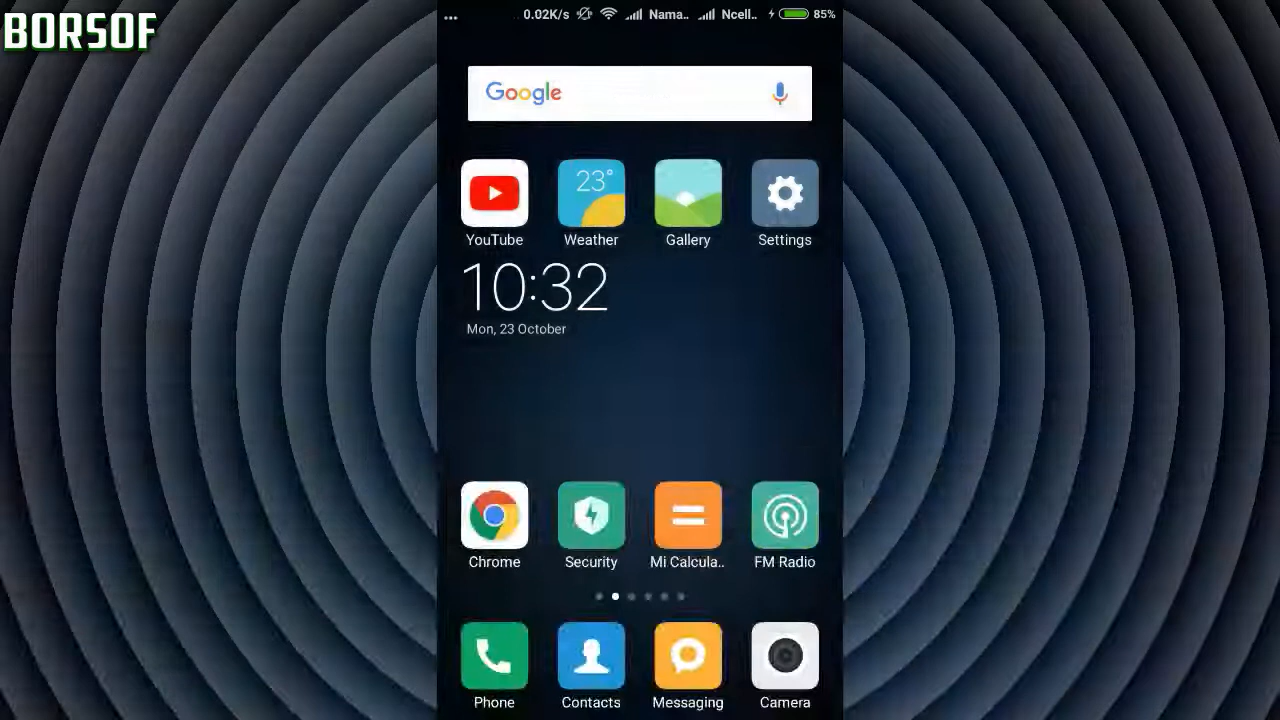 BORSOF
... 0.02K/s Nama.. Ncell.. 85%
Google
23°
YouTube Weather Gallery Settings
10:32
Mon, 23 October
Chrome Security Mi Calcula.. FM Radio
Phone Contacts Messaging Camera